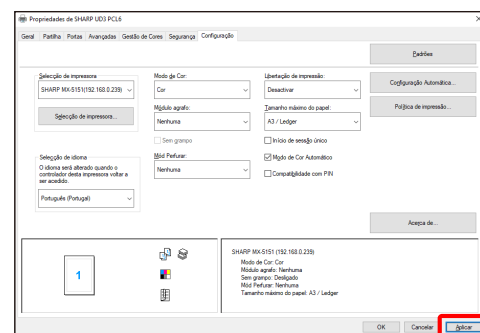 Propriedades de SHARP UD3 PCL6
Geral Partilha Portas Avançadas Gestão de Cores Segurança Configuração
Padrões
Selecção de impressora
SHARP MX-5151(192.168.0.239)
Selecção de impressora...
Modo de Cor:
Cor
Libertação de impressão:
Desactivar
Configuração Automática...
Módulo agrafo:
Nenhuma
Tamanho máximo do papel:
A3 / Ledger
Política de impressão...
Sem grampo
Início de sessão único
Selecção de idioma
O idioma será alterado quando o
controlador desta impressora voltar a
ser acedido.
Português (Portugal)
Mód Perfurar:
Nenhuma
Modo de Cor Automático
Compatibilidade com PIN
Acerca de...
1
SHARP MX-5151 (192.168.0.239)
Modo de Cor: Cor
Módulo agrafo: Nenhuma
Sem grampo: Desligado
Mód Perfurar: Nenhuma
Tamanho máximo do papel: A3 / Ledger
OK Cancelar Aplicar